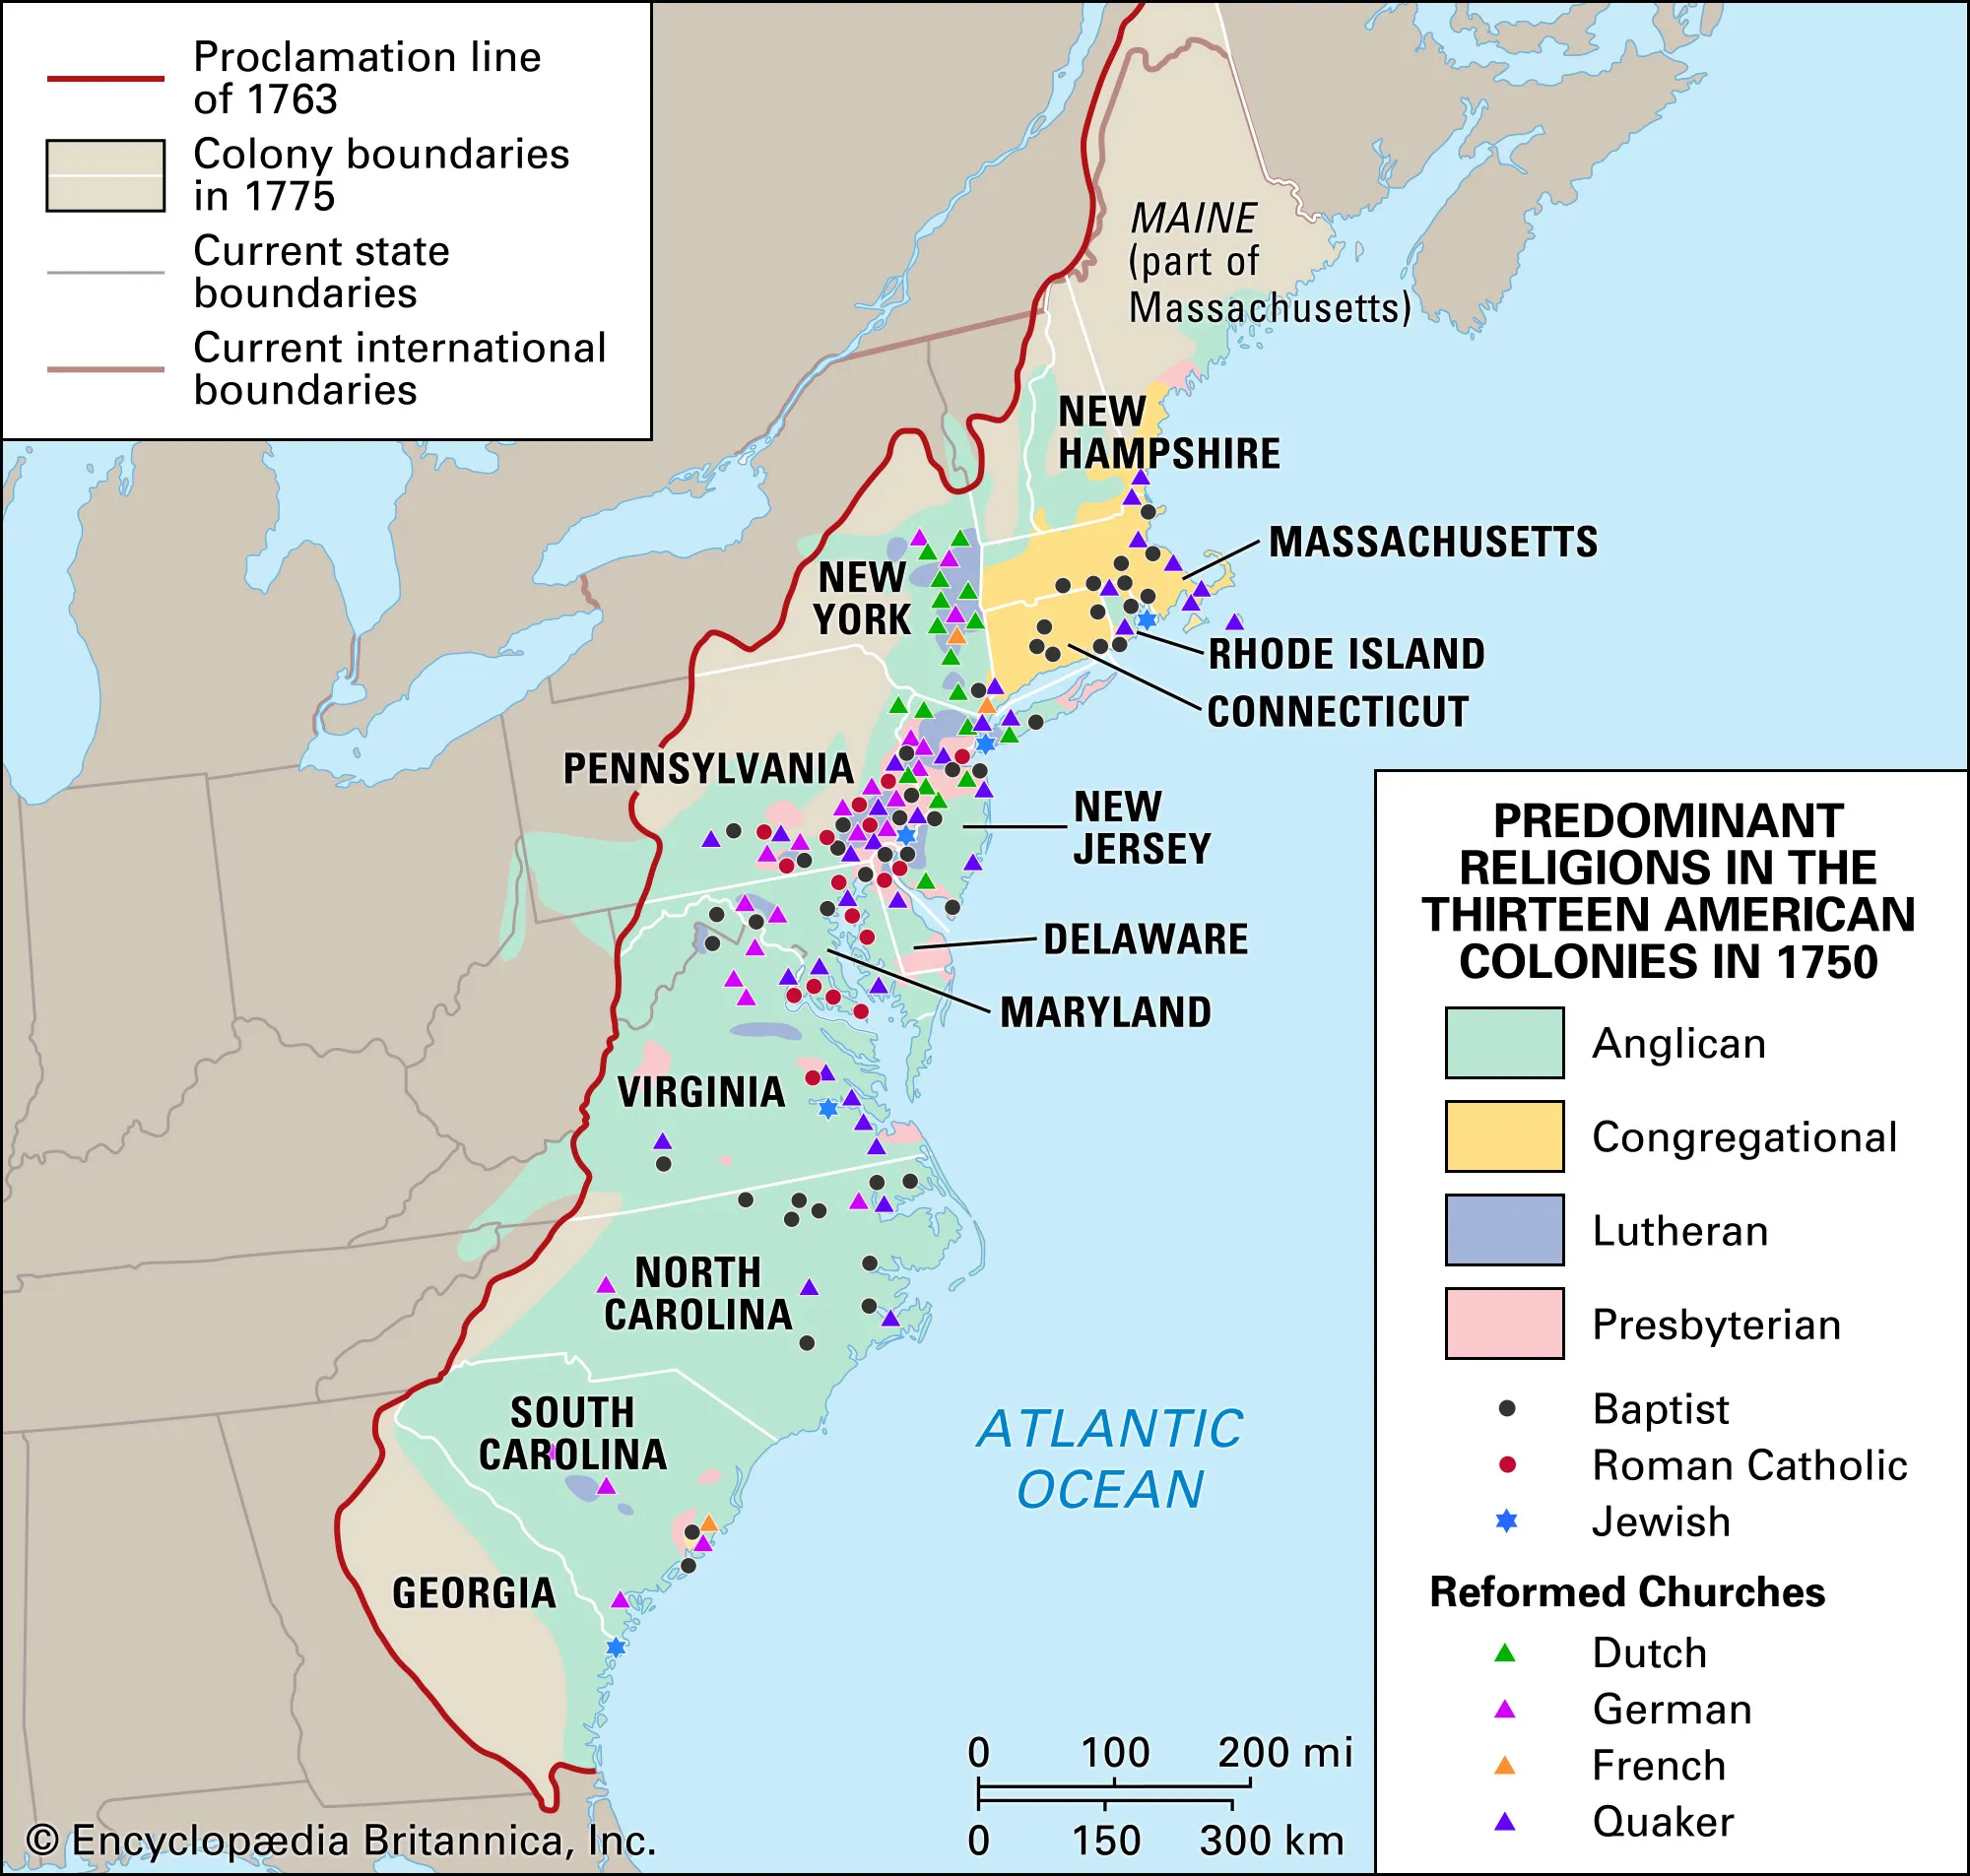 Proclamation line
of 1763
Colony boundaries
in 1775
Current state
boundaries
Current international
boundaries
MAINE
(part of
Massachusetts)
NEW
HAMPSHIRE
MASSACHUSETTS
NEW
YORK
RHODE ISLAND
CONNECTICUT
PENNSYLVANIA
NEW
JERSEY
DELAWARE
MARYLAND
VIRGINIA
NORTH
CAROLINA
SOUTH
CAROLINA
GEORGIA
ATLANTIC
OCEAN
PREDOMINANT
RELIGIONS IN THE
THIRTEEN AMERICAN
COLONIES IN 1750
Anglican
Congregational
Lutheran
Presbyterian
Baptist
Roman Catholic
Jewish
Reformed Churches
Dutch
German
French
Quaker
0 100 200 mi
0 150 300 km
© Encyclopædia Britannica, Inc.